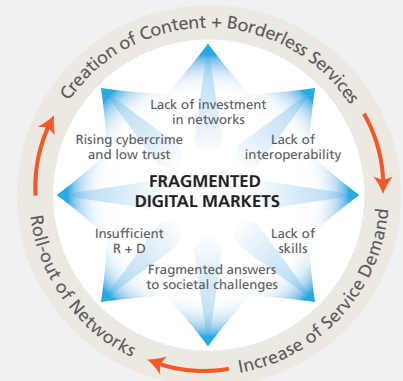 Creation of Content + Borderless Services
Lack of investment
in networks
Rising cybercrime
and low trust
Lack of
interoperability
FRAGMENTED
DIGITAL MARKETS
Insufficient
R + D
Lack of
skills
Fragmented answers
to societal challenges
Roll-out of Networks
Increase of Service Demand